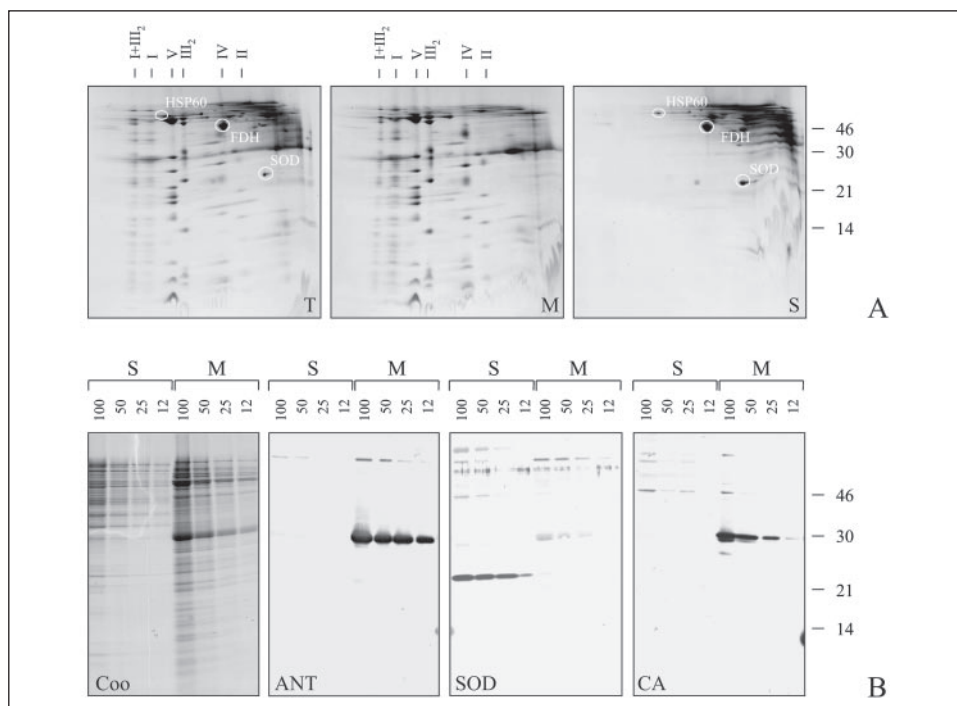 I+III2 I V III2 IV II
I+III2 I V III2 IV II
HSP60 FDH SOD T
M
HSP60 FDH SOD S
46
30
21
14
A
S M S M S M S M
100 50 25 12 100 50 25 12 100 50 25 12 100 50 25 12 100 50 25 12 100 50 25 12 100 50 25 12 100 50 25 12
46
30
21
14
Coo ANT SOD CA B